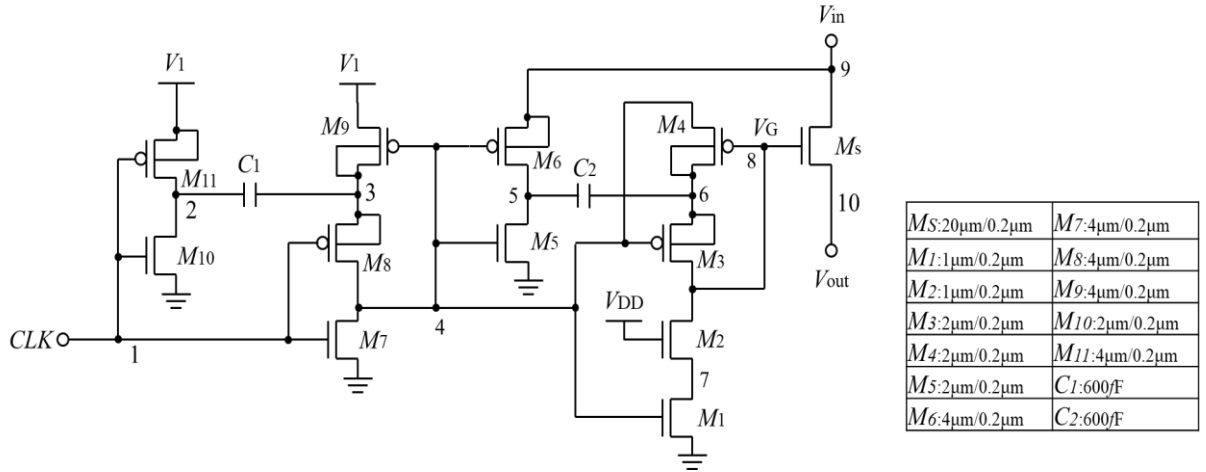 Vin
9
V1
V1
M9
M4
VG
M6
8
Ms
M11
C1
C2
2
3
5
6
10
M10
M8
M5
M3
Vout
VDD
CLK
1
M7
4
M2
7
M1
MS:20μm/0.2μm M7:4μm/0.2μm
M1:1μm/0.2μm M8:4μm/0.2μm
M2:1μm/0.2μm M9:4μm/0.2μm
M3:2μm/0.2μm M10:2μm/0.2μm
M4:2μm/0.2μm M11:4μm/0.2μm
M5:2μm/0.2μm C1:600fF
M6:4μm/0.2μm C2:600fF